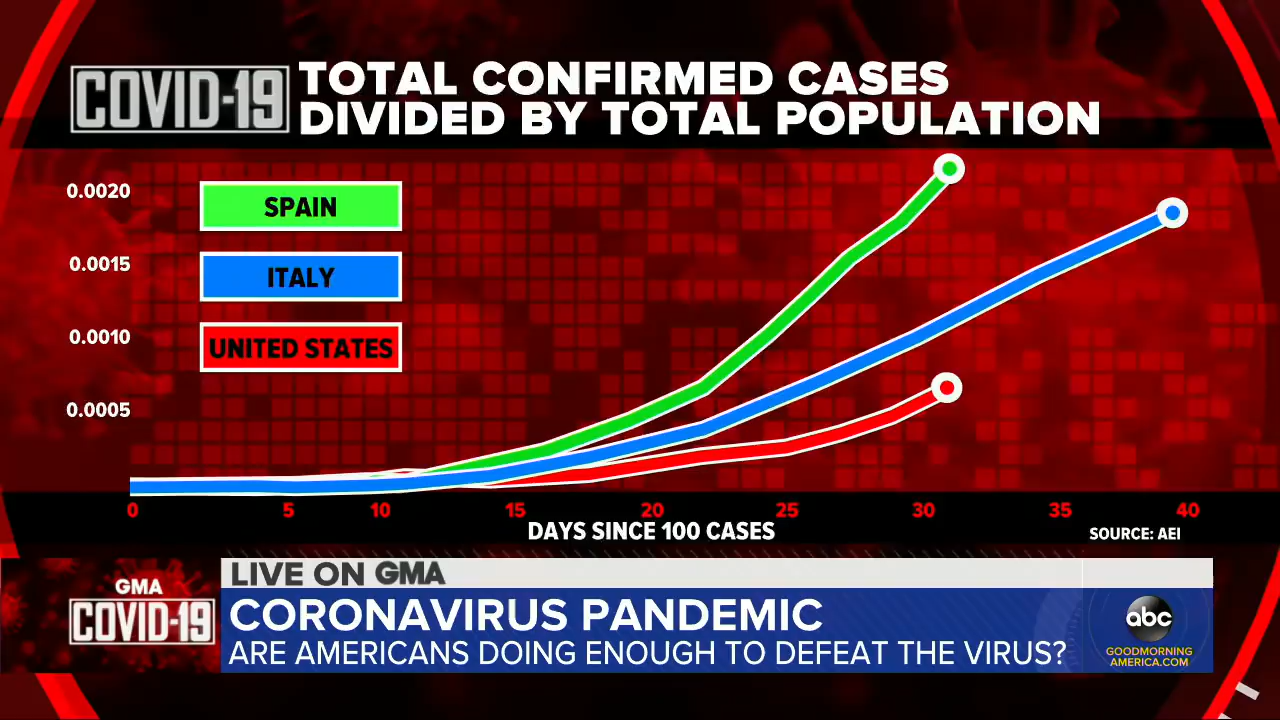 COVID-19
TOTAL CONFIRMED CASES
DIVIDED BY TOTAL POPULATION
0.0020
0.0015
0.0010
0.0005
SPAIN
ITALY
UNITED STATES
0 5 10 15 20 25 30 35 40
DAYS SINCE 100 CASES
SOURCE: AEI
GMA
COVID-19
LIVE ON GMA
CORONAVIRUS PANDEMIC
ARE AMERICANS DOING ENOUGH TO DEFEAT THE VIRUS?
abc
GOODMORNING
AMERICA.COM